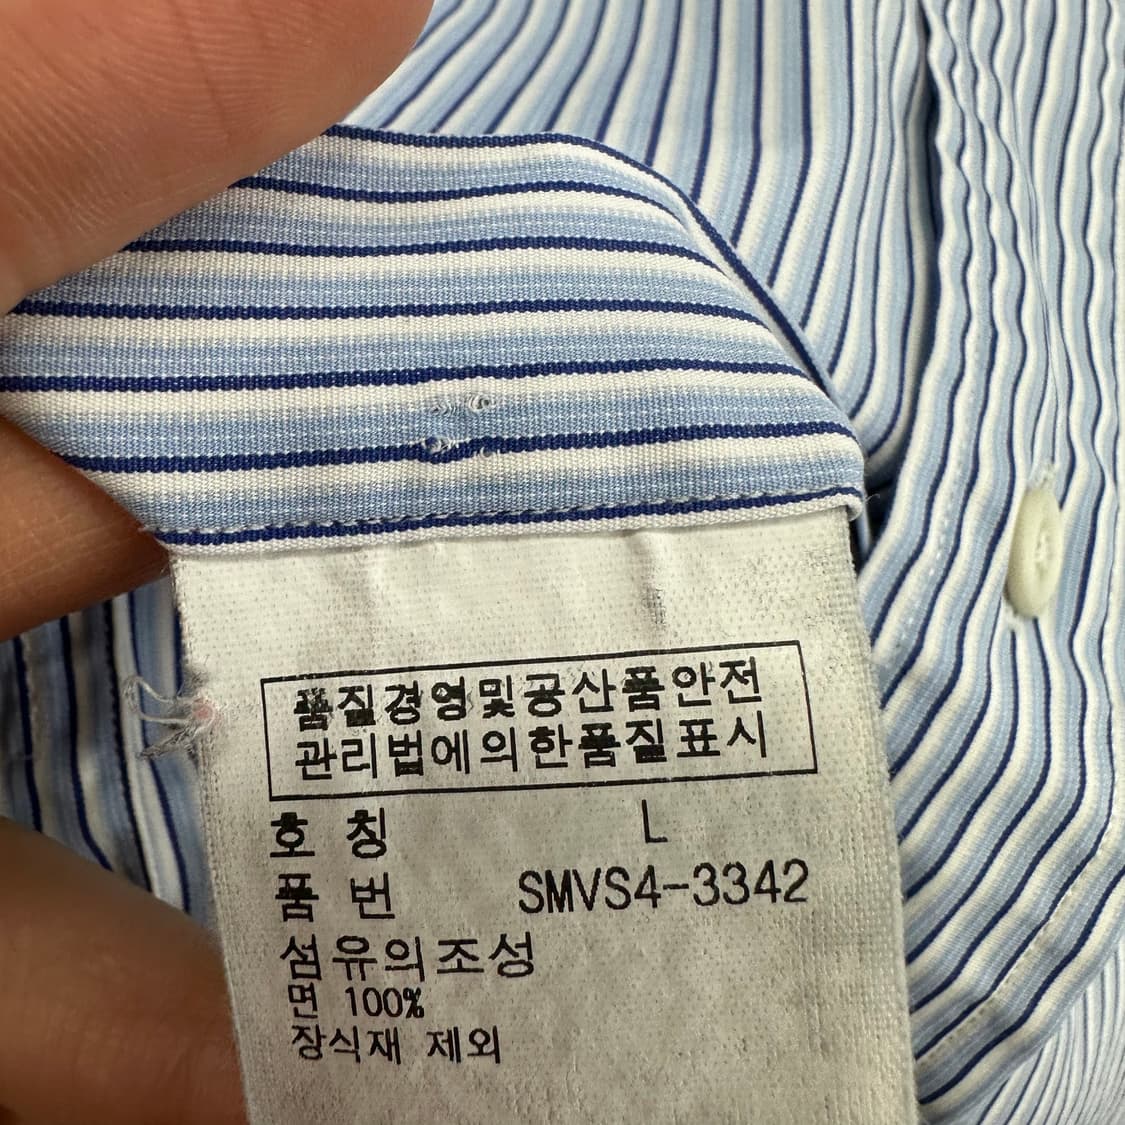 품질경영및공산품안전
관리법에의한품질표시
호 칭 L
품 번 SMVS4-3342
섬유의조성
면 100%
장식재 제외